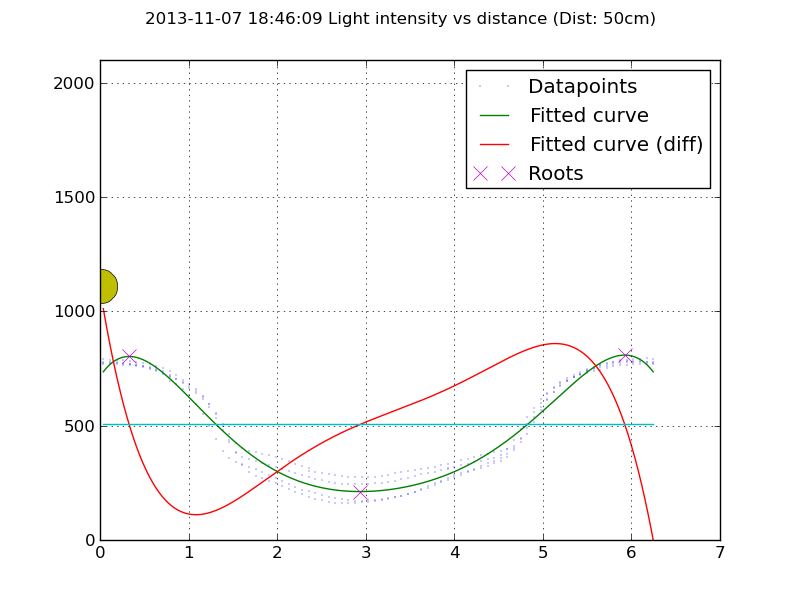 2013-11-07 18:46:09 Light intensity vs distance (Dist: 50cm)
2000
1500
1000
500
0
Datapoints
Fitted curve
Fitted curve (diff)
Roots
0 1 2 3 4 5 6 7